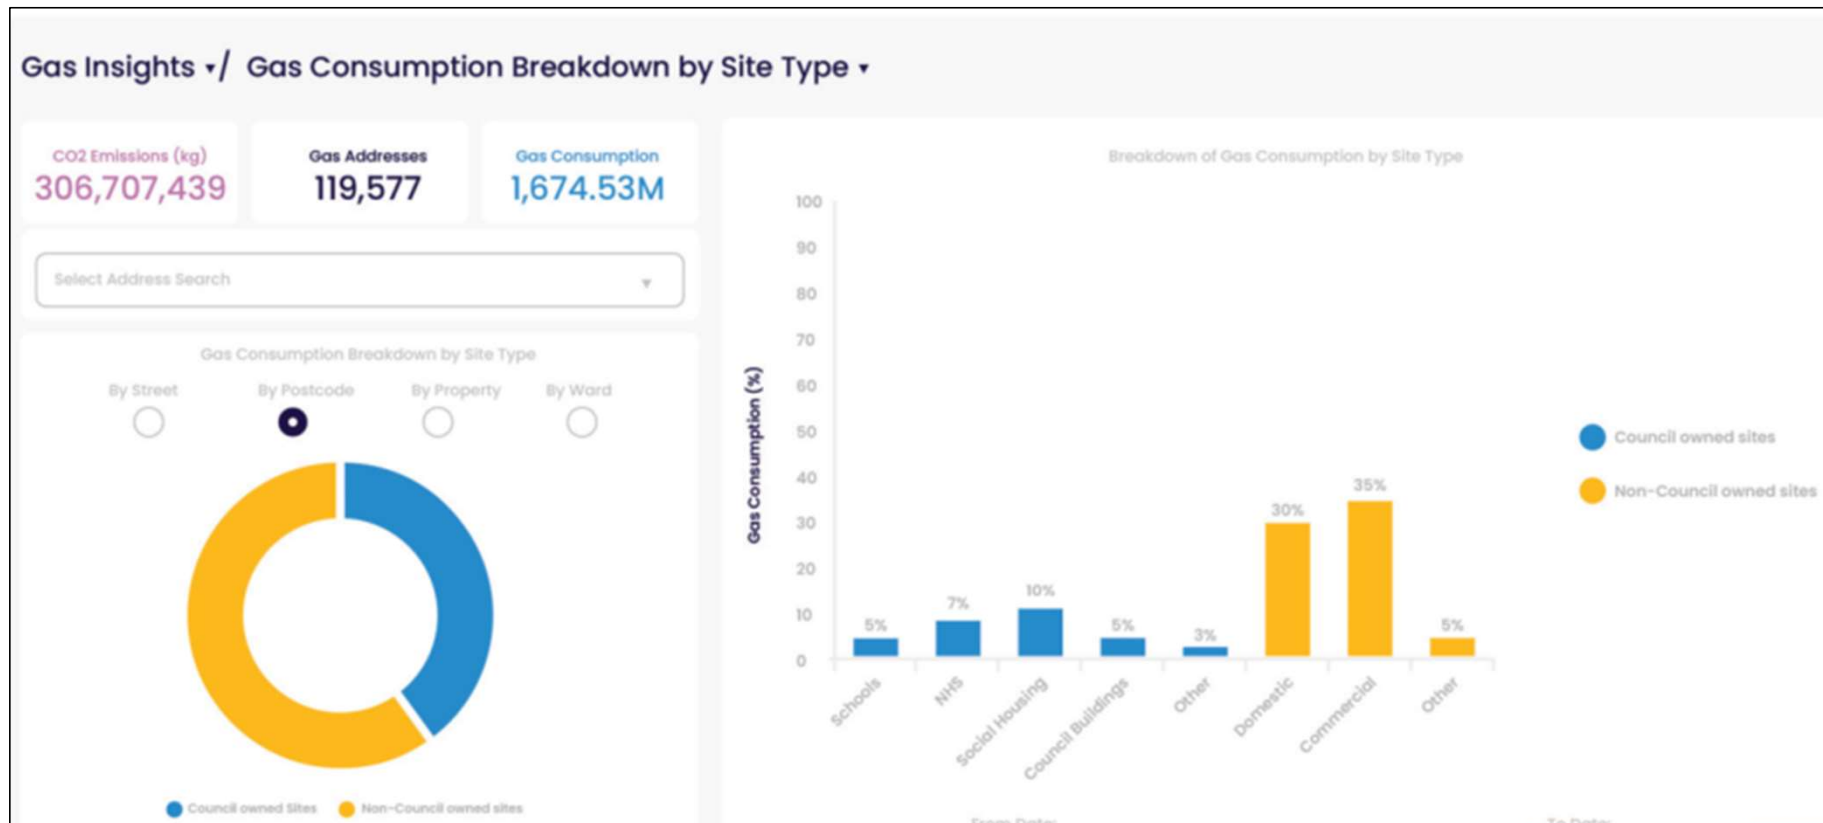 Gas Insights ▾/ Gas Consumption Breakdown by Site Type ▾
CO2 Emissions (kg)
306,707,439
Gas Addresses
119,577
Gas Consumption
1,674.53M
Select Address Search ▾
Gas Consumption Breakdown by Site Type
By Street By Postcode By Property By Ward
Council owned Sites Non-Council owned sites
Breakdown of Gas Consumption by Site Type
Gas Consumption (%)
100
90
80
70
60
50
40
30
20
10
0
5% 7% 10% 5% 3% 30% 35% 5%
Schools NHS Social Housing Council Buildings Other Domestic Commercial Other
Council owned sites
Non-Council owned sites
From Date: To Date: